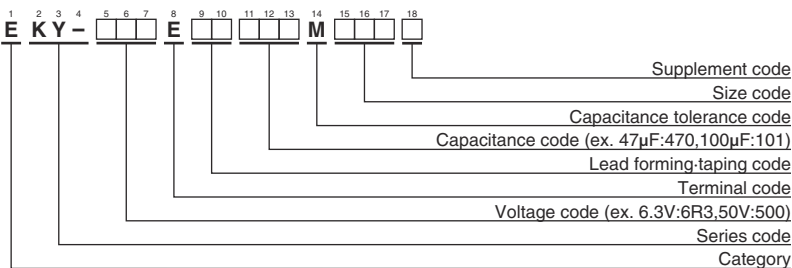 1 2 3 4 5 6 7 8 9 10 11 12 13 14 15 16 17 18
E K Y – □□□ E □□ □□□ M □□□ □
Supplement code
Size code
Capacitance tolerance code
Capacitance code (ex. 47μF:470,100μF:101)
Lead forming·taping code
Terminal code
Voltage code (ex. 6.3V:6R3,50V:500)
Series code
Category